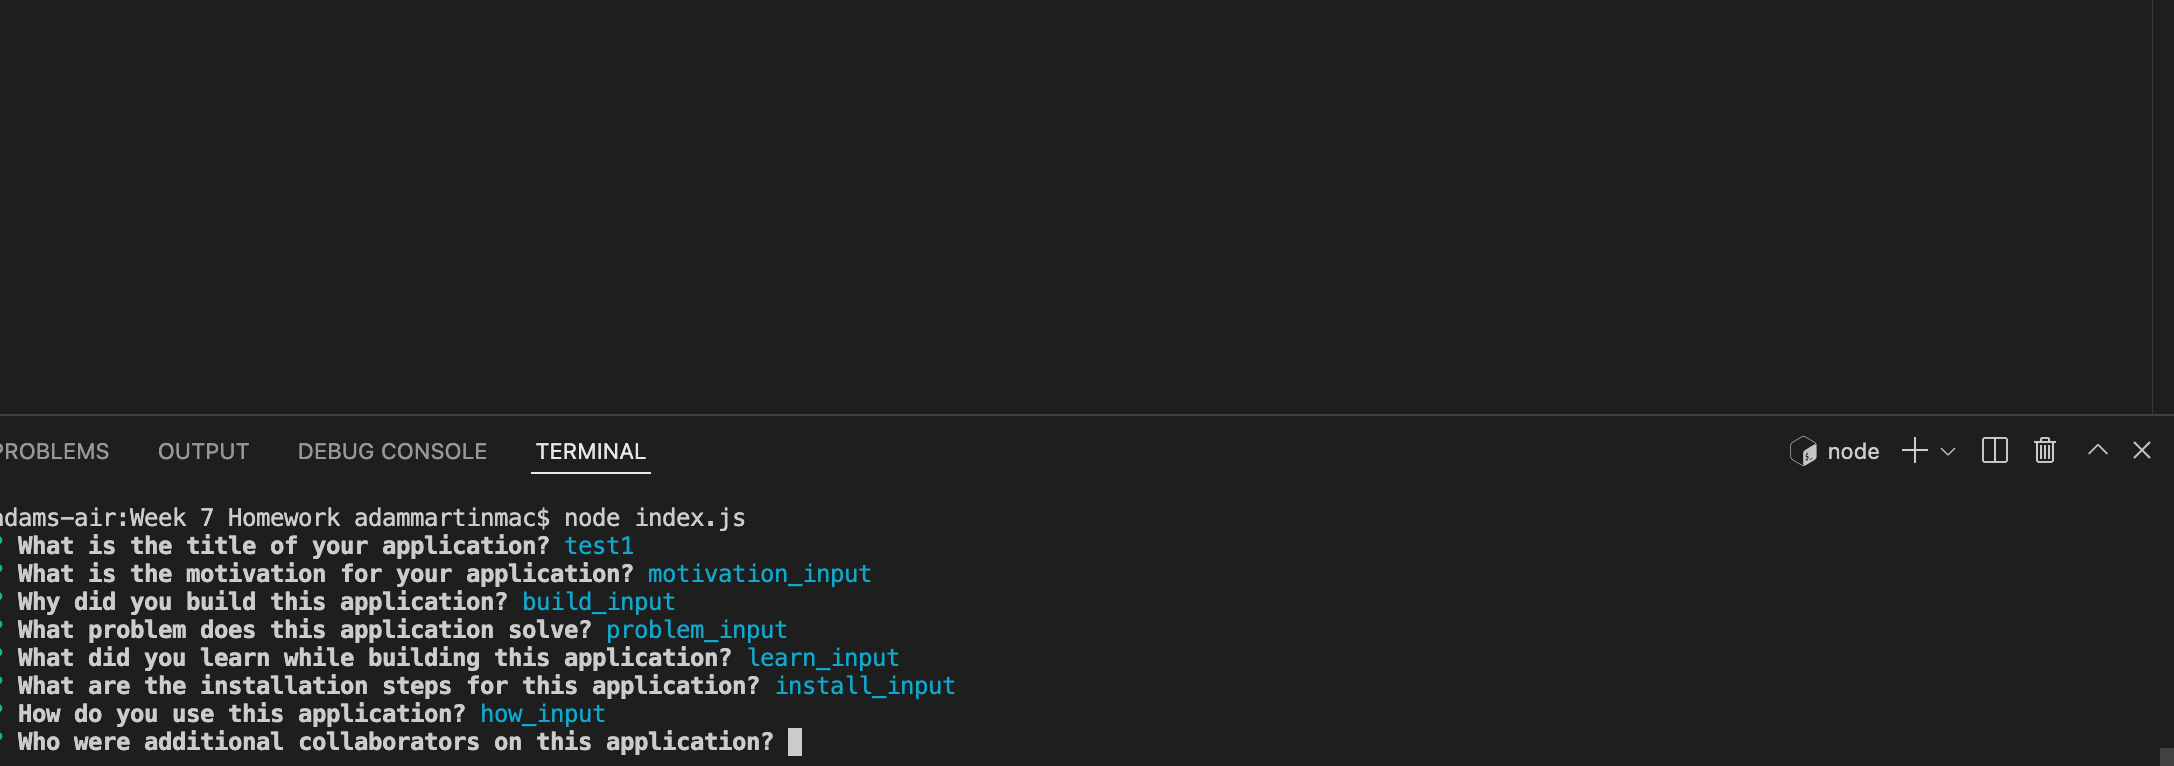 PROBLEMS OUTPUT DEBUG CONSOLE TERMINAL node
adams-air:Week 7 Homework adammartinmac$ node index.js
? What is the title of your application? test1
? What is the motivation for your application? motivation_input
? Why did you build this application? build_input
? What problem does this application solve? problem_input
? What did you learn while building this application? learn_input
? What are the installation steps for this application? install_input
? How do you use this application? how_input
? Who were additional collaborators on this application?